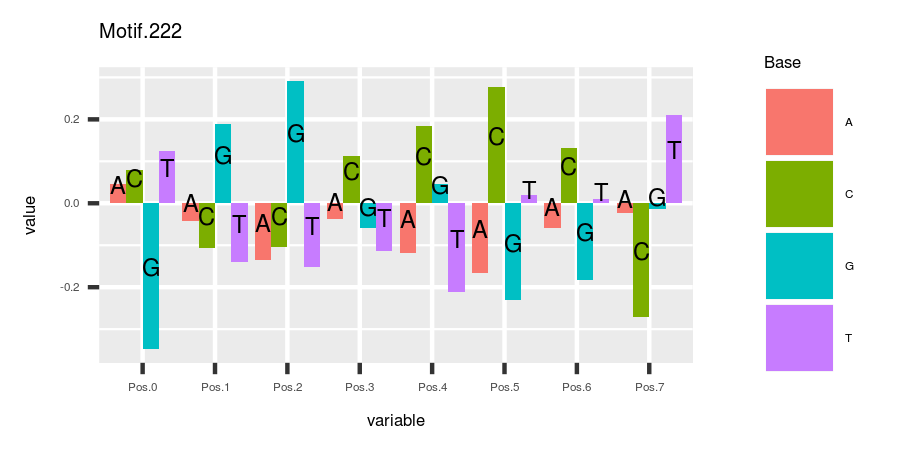 Motif.222
value
0.2
0.0
-0.2
A C G T A C G T A C G T A C G T A C G T A C G T A C G T A C G T
Pos.0 Pos.1 Pos.2 Pos.3 Pos.4 Pos.5 Pos.6 Pos.7
variable
Base
A
C
G
T